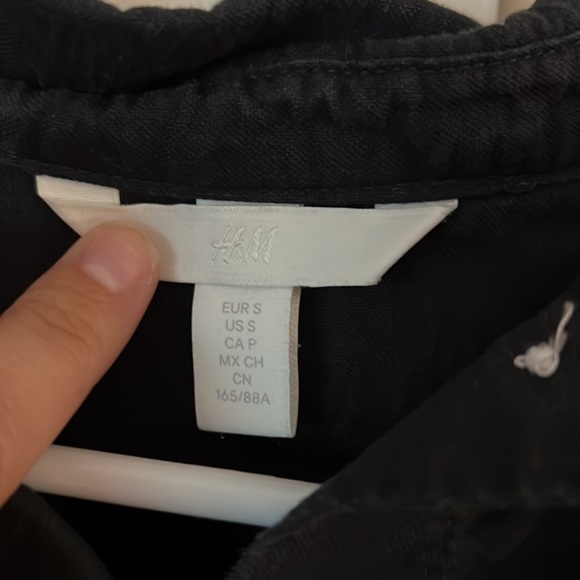 H&M
EUR S
US S
CA P
MX CH
CN
165/88A